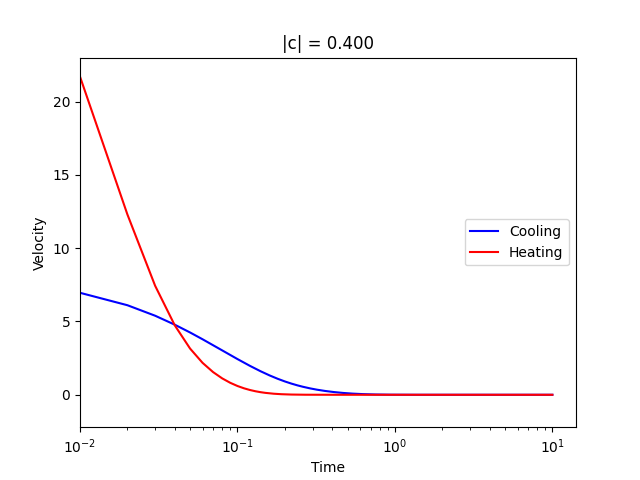 |c| = 0.400
Velocity
20
15
10
5
0
Cooling
Heating
10⁻²
10⁻¹
10⁰
10¹
Time